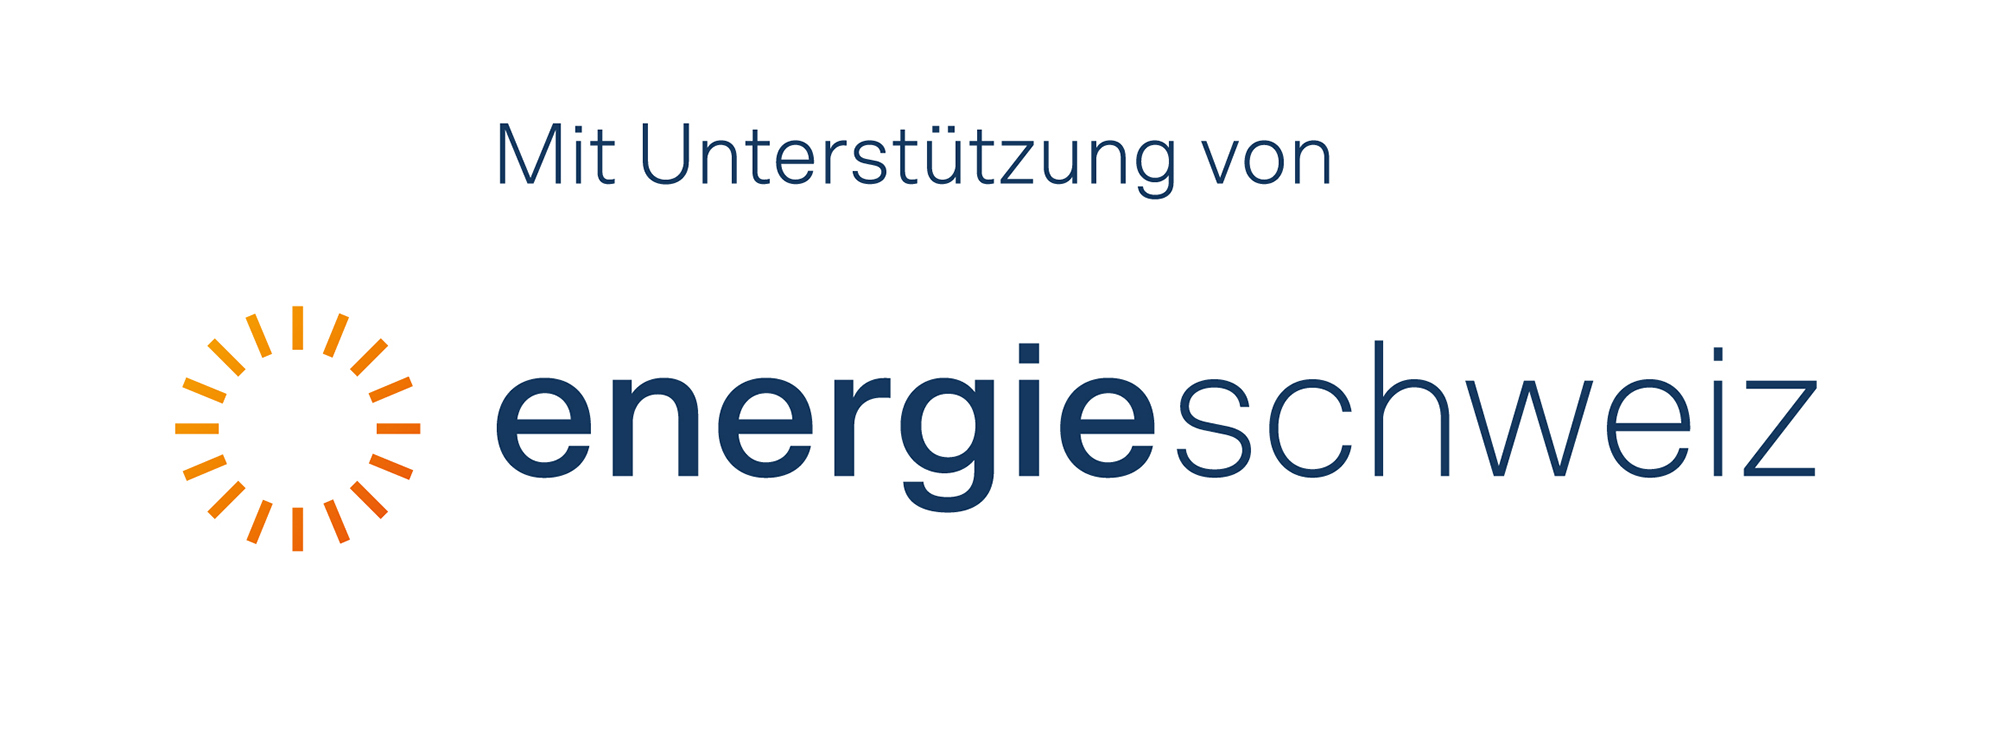 Mit Unterstützung von
energieschweiz